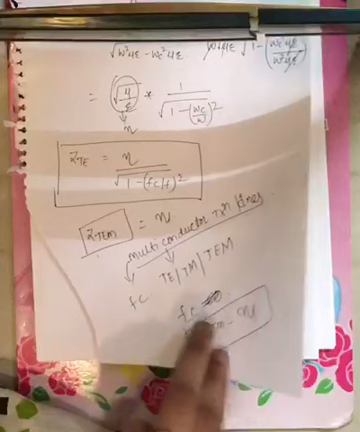 √ω²με - ωc²με   ω√με √1-(ωc²με/ω²με)
= √(μ/ε) * 1/√1-(ωc/ω)²
η
Z_TE = η/√1-(fc/f)²
Z_TEM = η
multi conductor Txn lines
fc TE/TM/TEM
fc
η